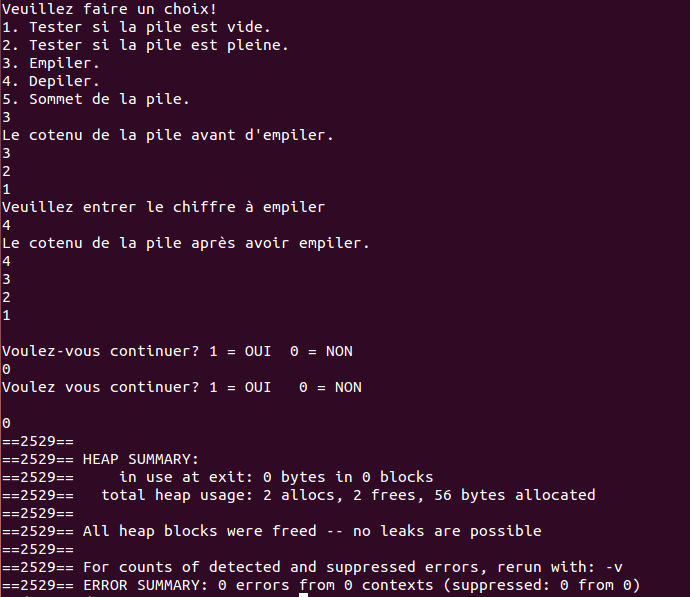 Veuillez faire un choix!
1. Tester si la pile est vide.
2. Tester si la pile est pleine.
3. Empiler.
4. Depiler.
5. Sommet de la pile.
3
Le cotenu de la pile avant d'empiler.
3
2
1
Veuillez entrer le chiffre à empiler
4
Le cotenu de la pile après avoir empiler.
4
3
2
1
Voulez-vous continuer? 1 = OUI  0 = NON
0
Voulez vous continuer? 1 = OUI   0 = NON
0
==2529==
==2529== HEAP SUMMARY:
==2529==     in use at exit: 0 bytes in 0 blocks
==2529==   total heap usage: 2 allocs, 2 frees, 56 bytes allocated
==2529==
==2529== All heap blocks were freed -- no leaks are possible
==2529==
==2529== For counts of detected and suppressed errors, rerun with: -v
==2529== ERROR SUMMARY: 0 errors from 0 contexts (suppressed: 0 from 0)